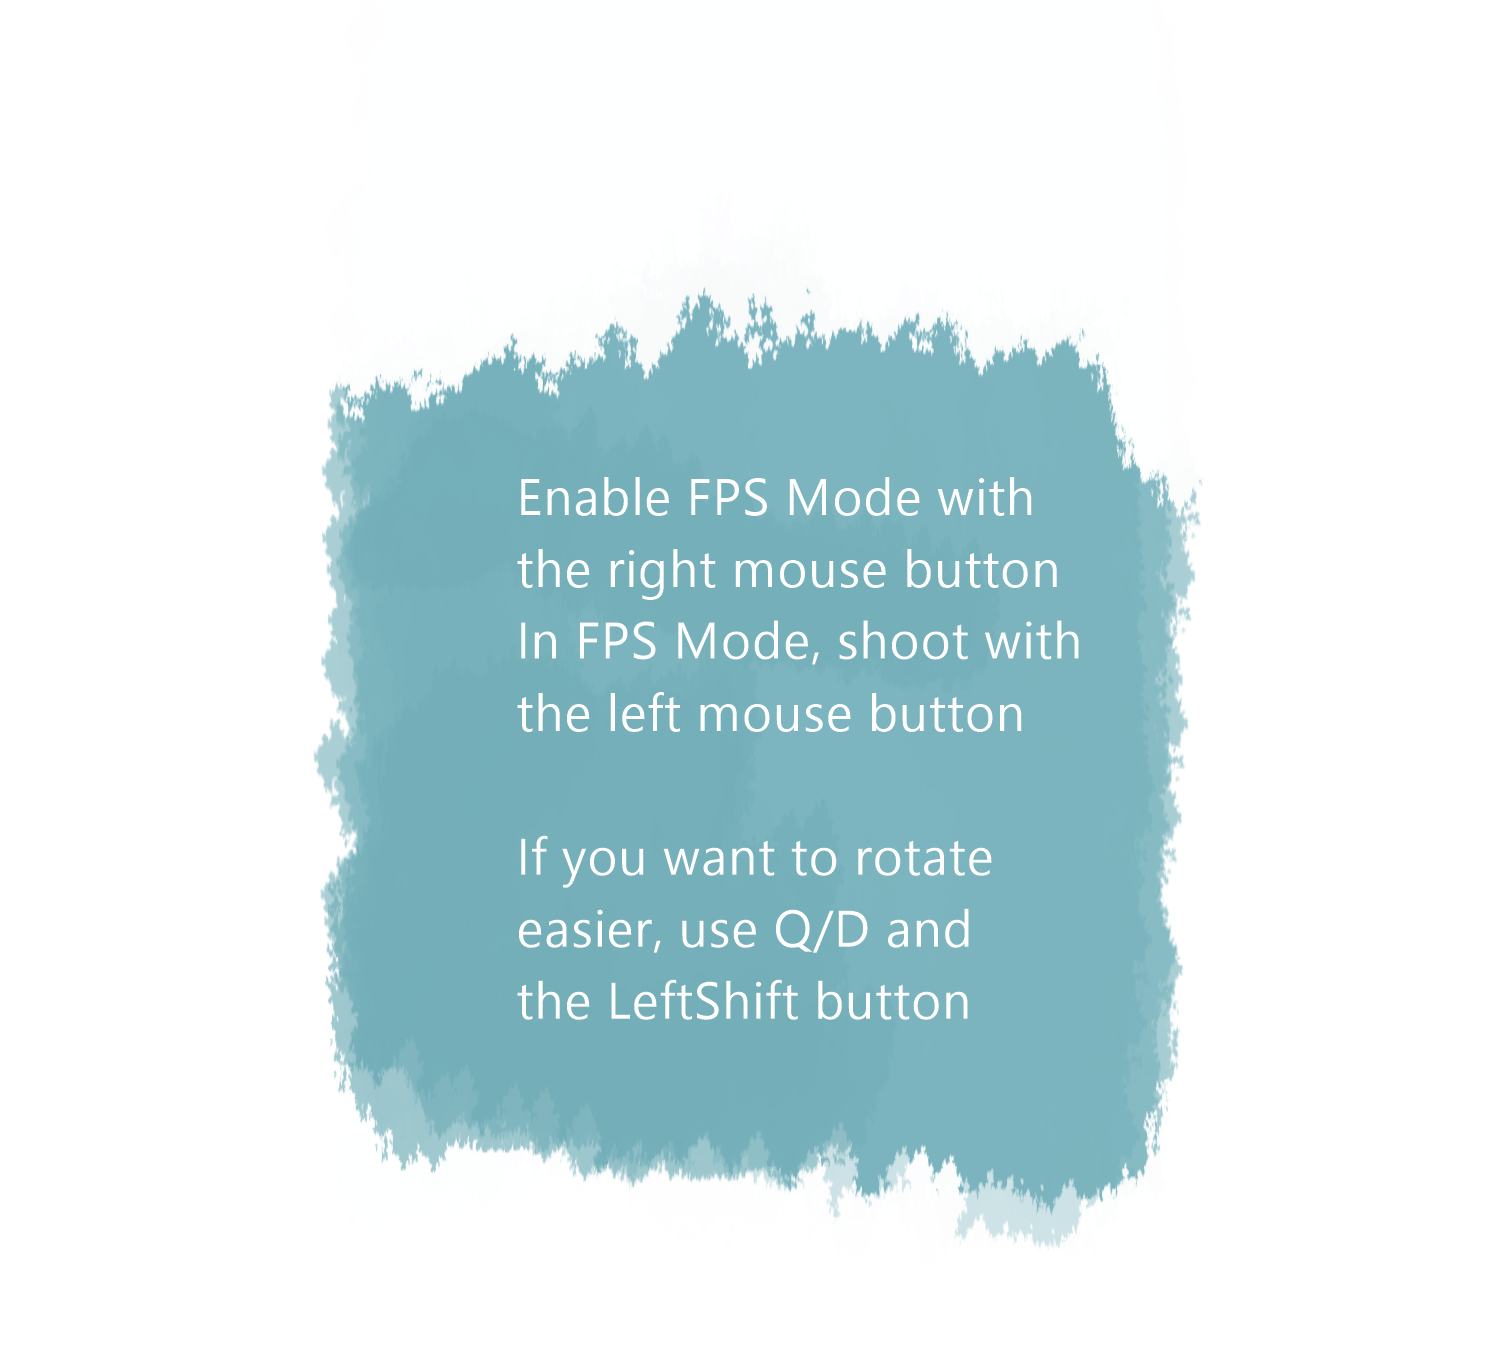 Enable FPS Mode with
the right mouse button
In FPS Mode, shoot with
the left mouse button
If you want to rotate
easier, use Q/D and
the LeftShift button